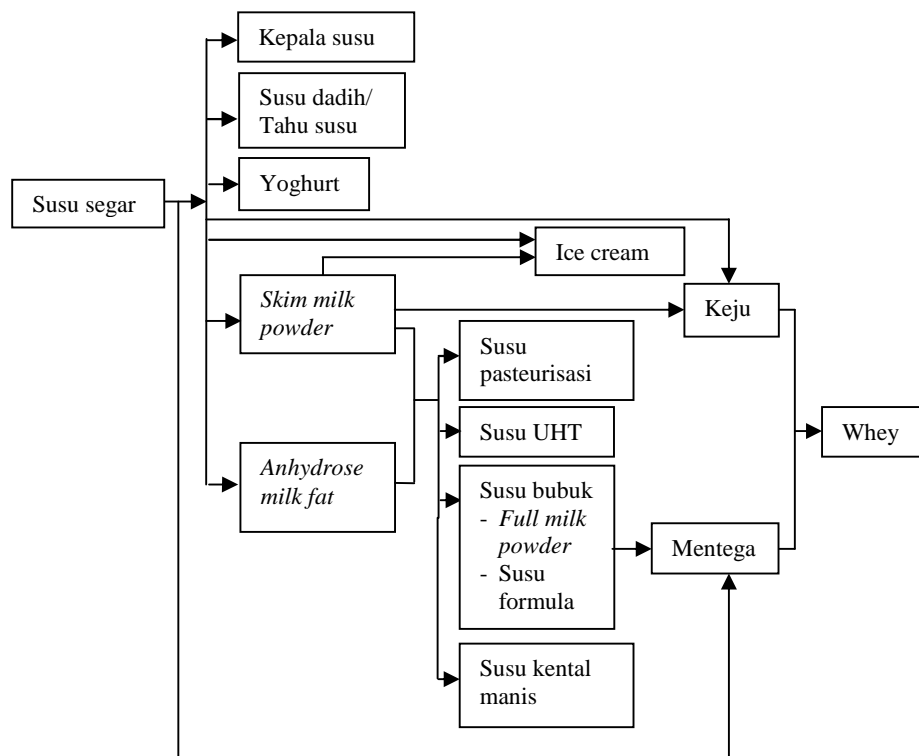 Kepala susu
Susu dadih/
Tahu susu
Yoghurt
Susu segar
Ice cream
Skim milk
powder
Keju
Susu
pasteurisasi
Susu UHT
Whey
Anhydrose
milk fat
Susu bubuk
- Full milk
powder
- Susu
formula
Mentega
Susu kental
manis